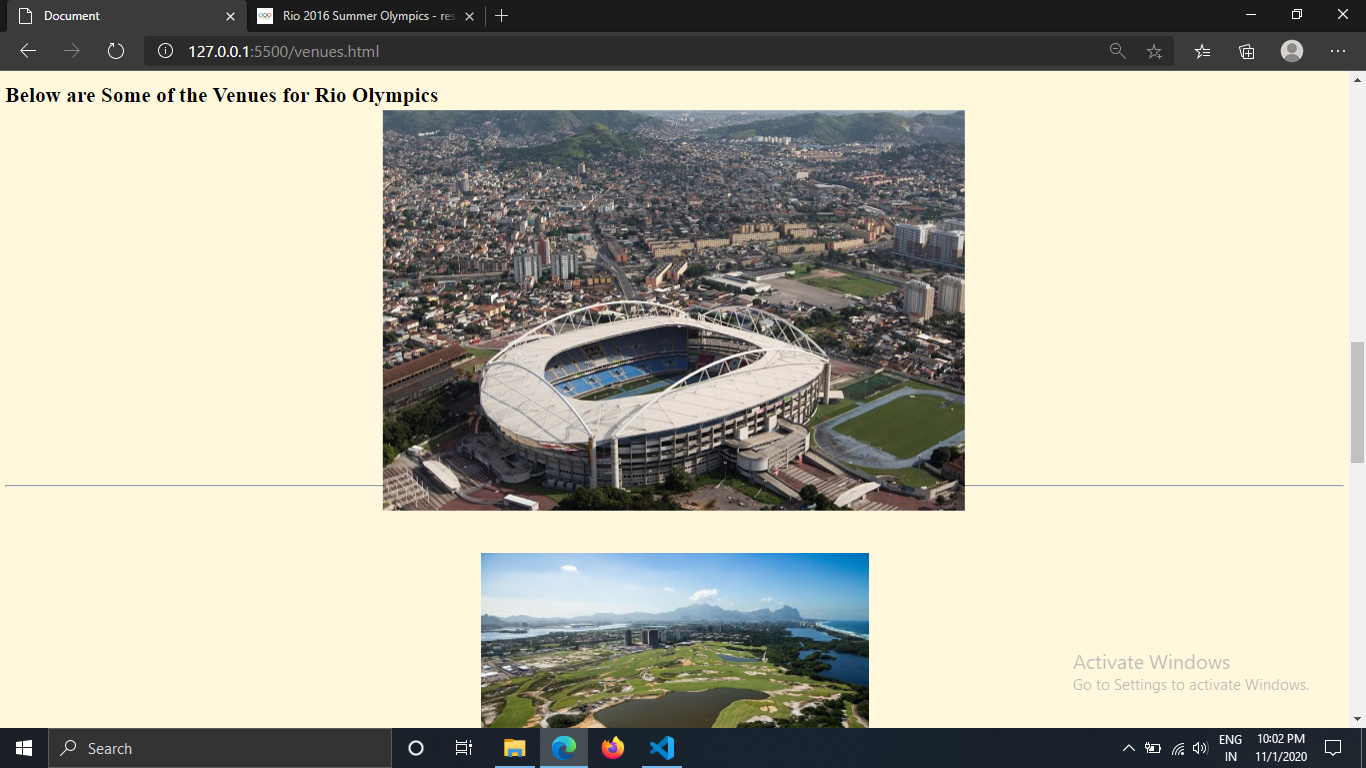 Document
Rio 2016 Summer Olympics - res
127.0.0.1:5500/venues.html
Below are Some of the Venues for Rio Olympics
Activate Windows
Go to Settings to activate Windows.
Search
ENG
IN
10:02 PM
11/1/2020